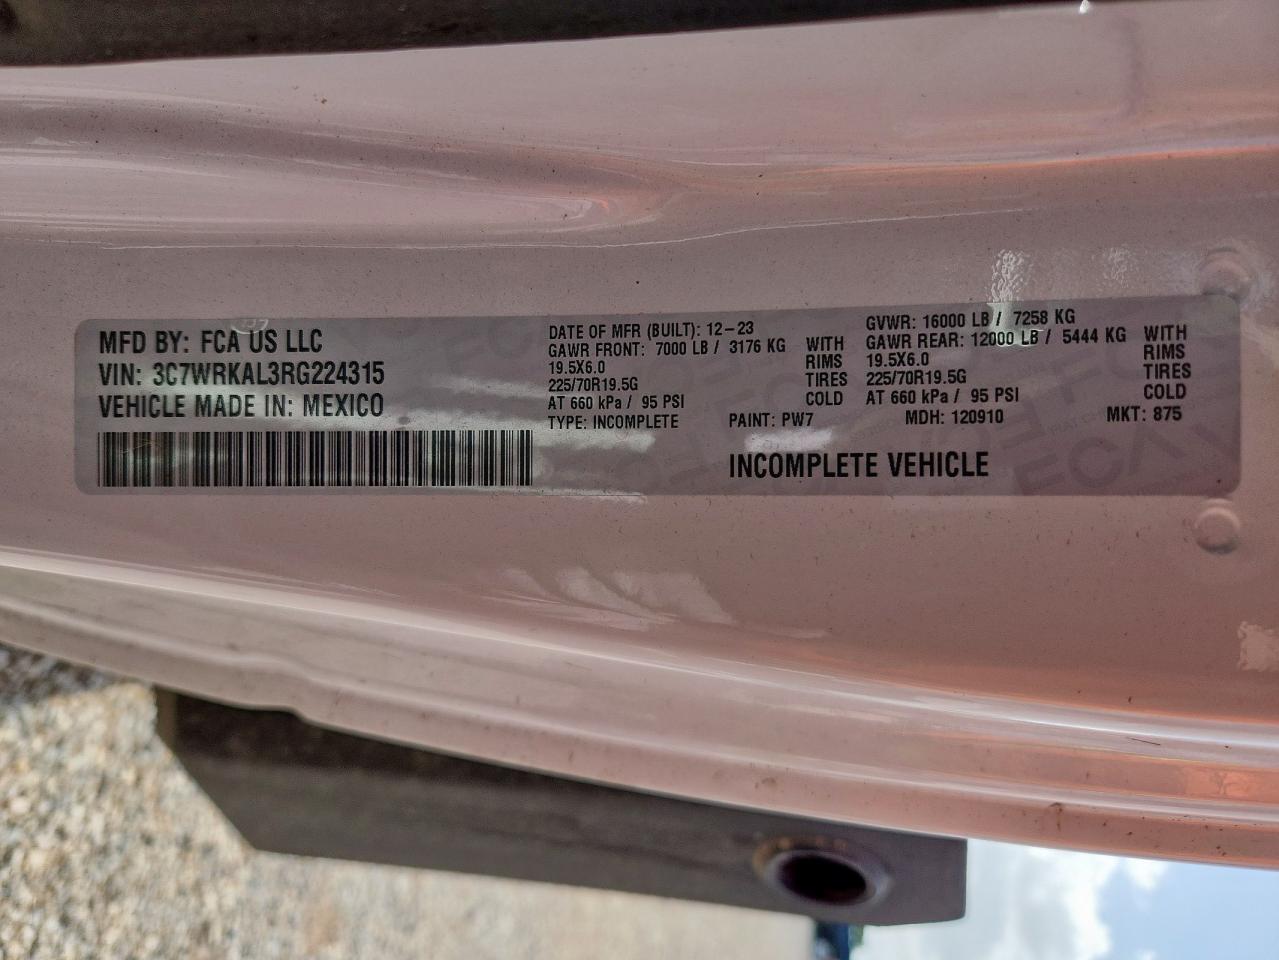 MFD BY: FCA US LLC
VIN: 3C7WRKAL3RG224315
VEHICLE MADE IN: MEXICO
DATE OF MFR (BUILT): 12-23
GAWR FRONT: 7000 LB / 3176 KG WITH
19.5X6.0 RIMS
225/70R19.5G TIRES
AT 660 kPa / 95 PSI COLD
GVWR: 16000 LB / 7258 KG
GAWR REAR: 12000 LB / 5444 KG WITH
19.5X6.0 RIMS
225/70R19.5G TIRES
AT 660 kPa / 95 PSI COLD
TYPE: INCOMPLETE PAINT: PW7 MDH: 120910 MKT: 875
INCOMPLETE VEHICLE